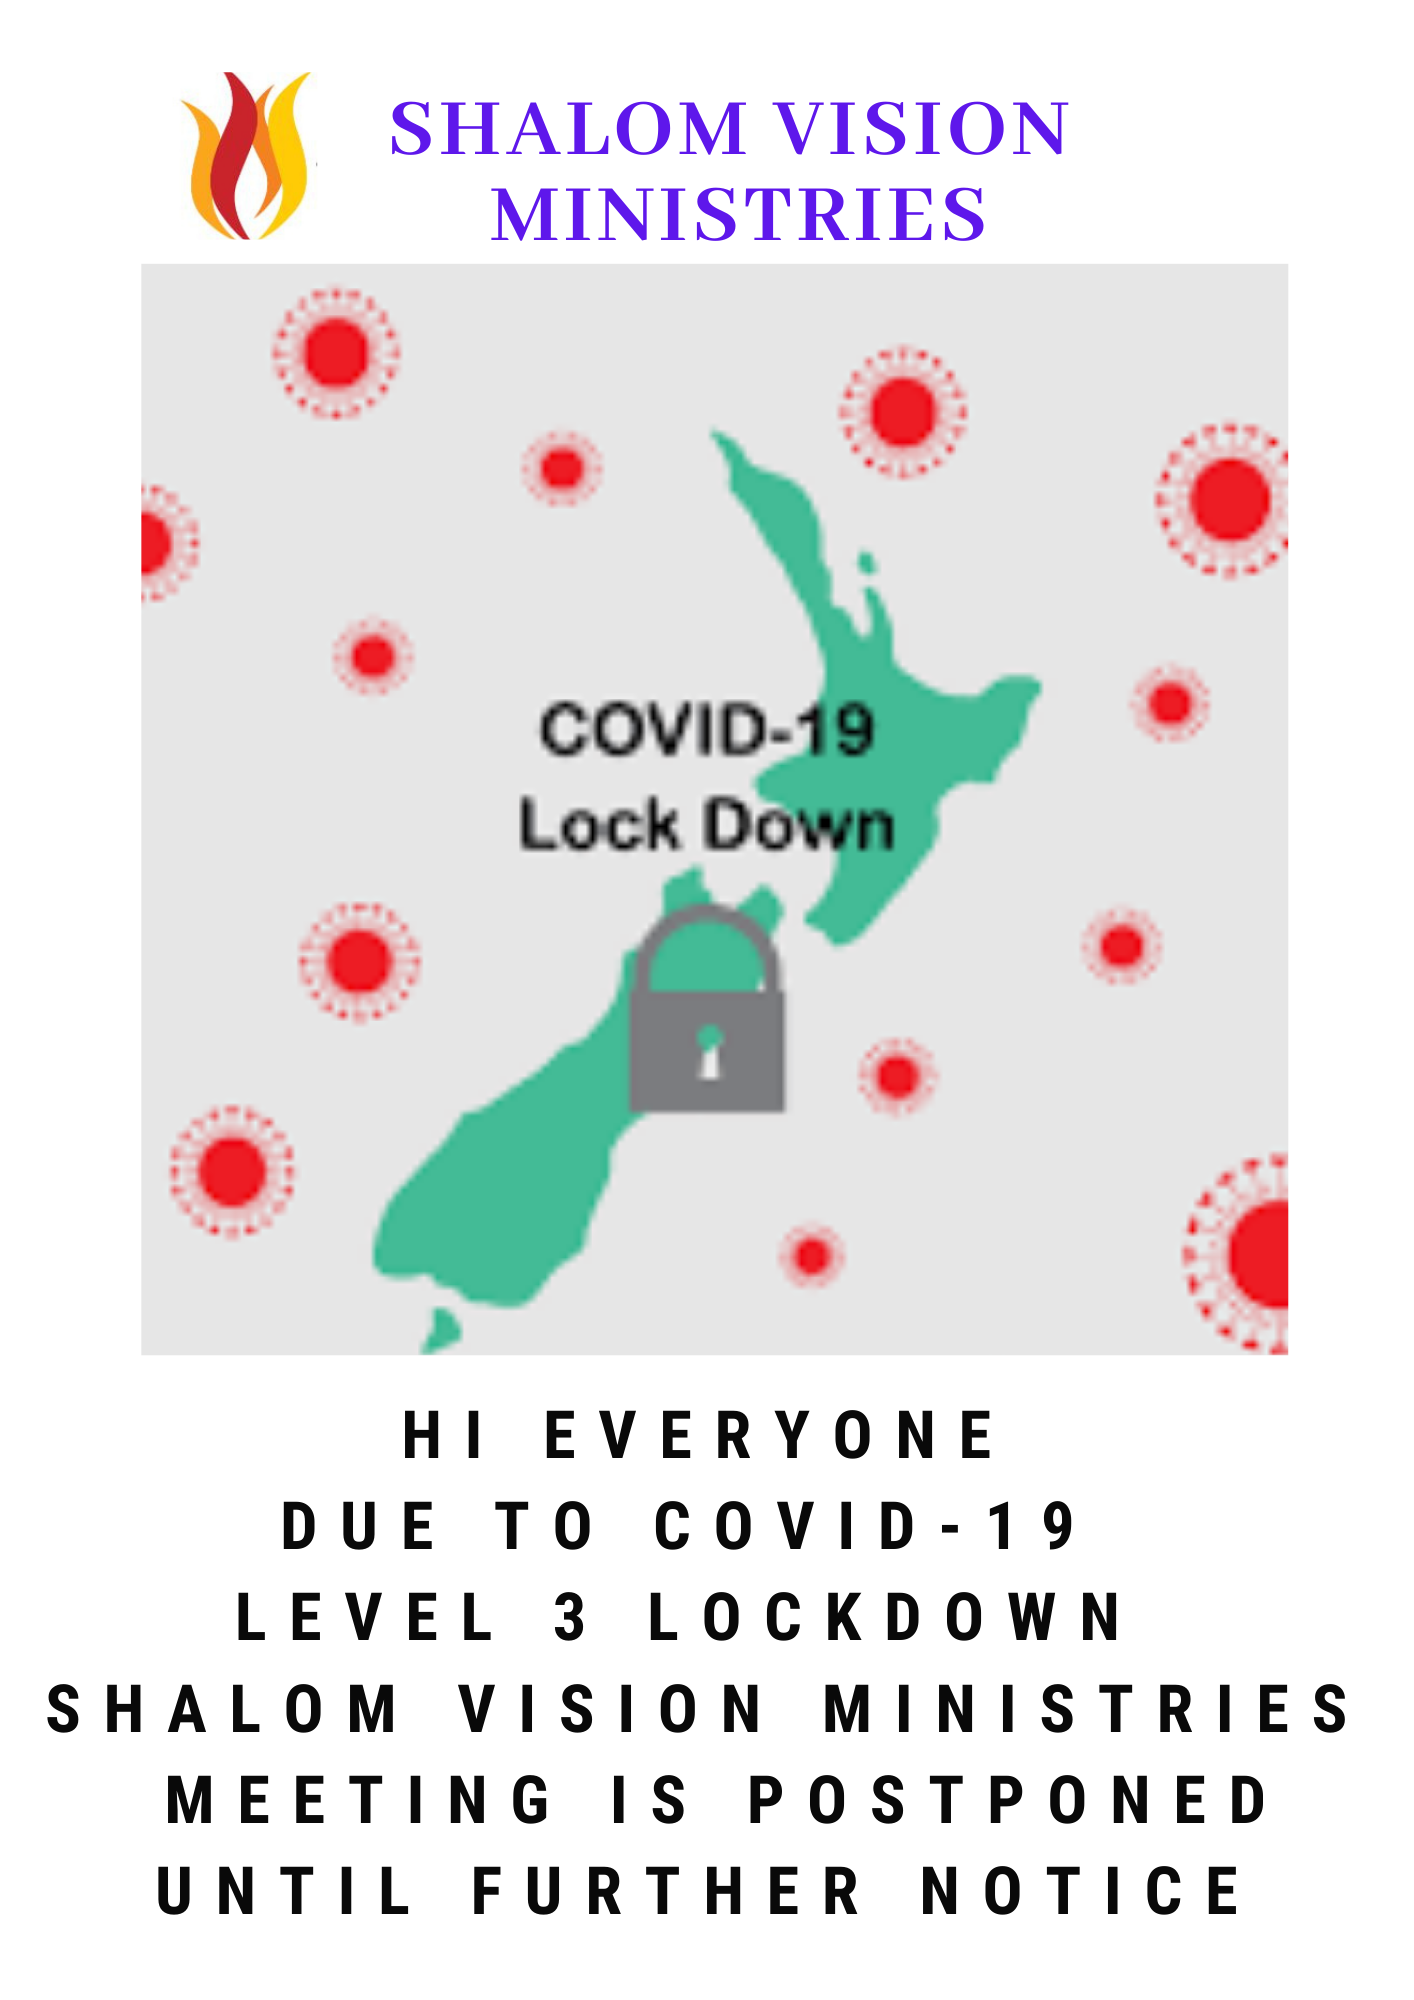 SHALOM VISION
MINISTRIES
COVID-19
Lock Down
HI EVERYONE
DUE TO COVID-19
LEVEL 3 LOCKDOWN
SHALOM VISION MINISTRIES
MEETING IS POSTPONED
UNTIL FURTHER NOTICE